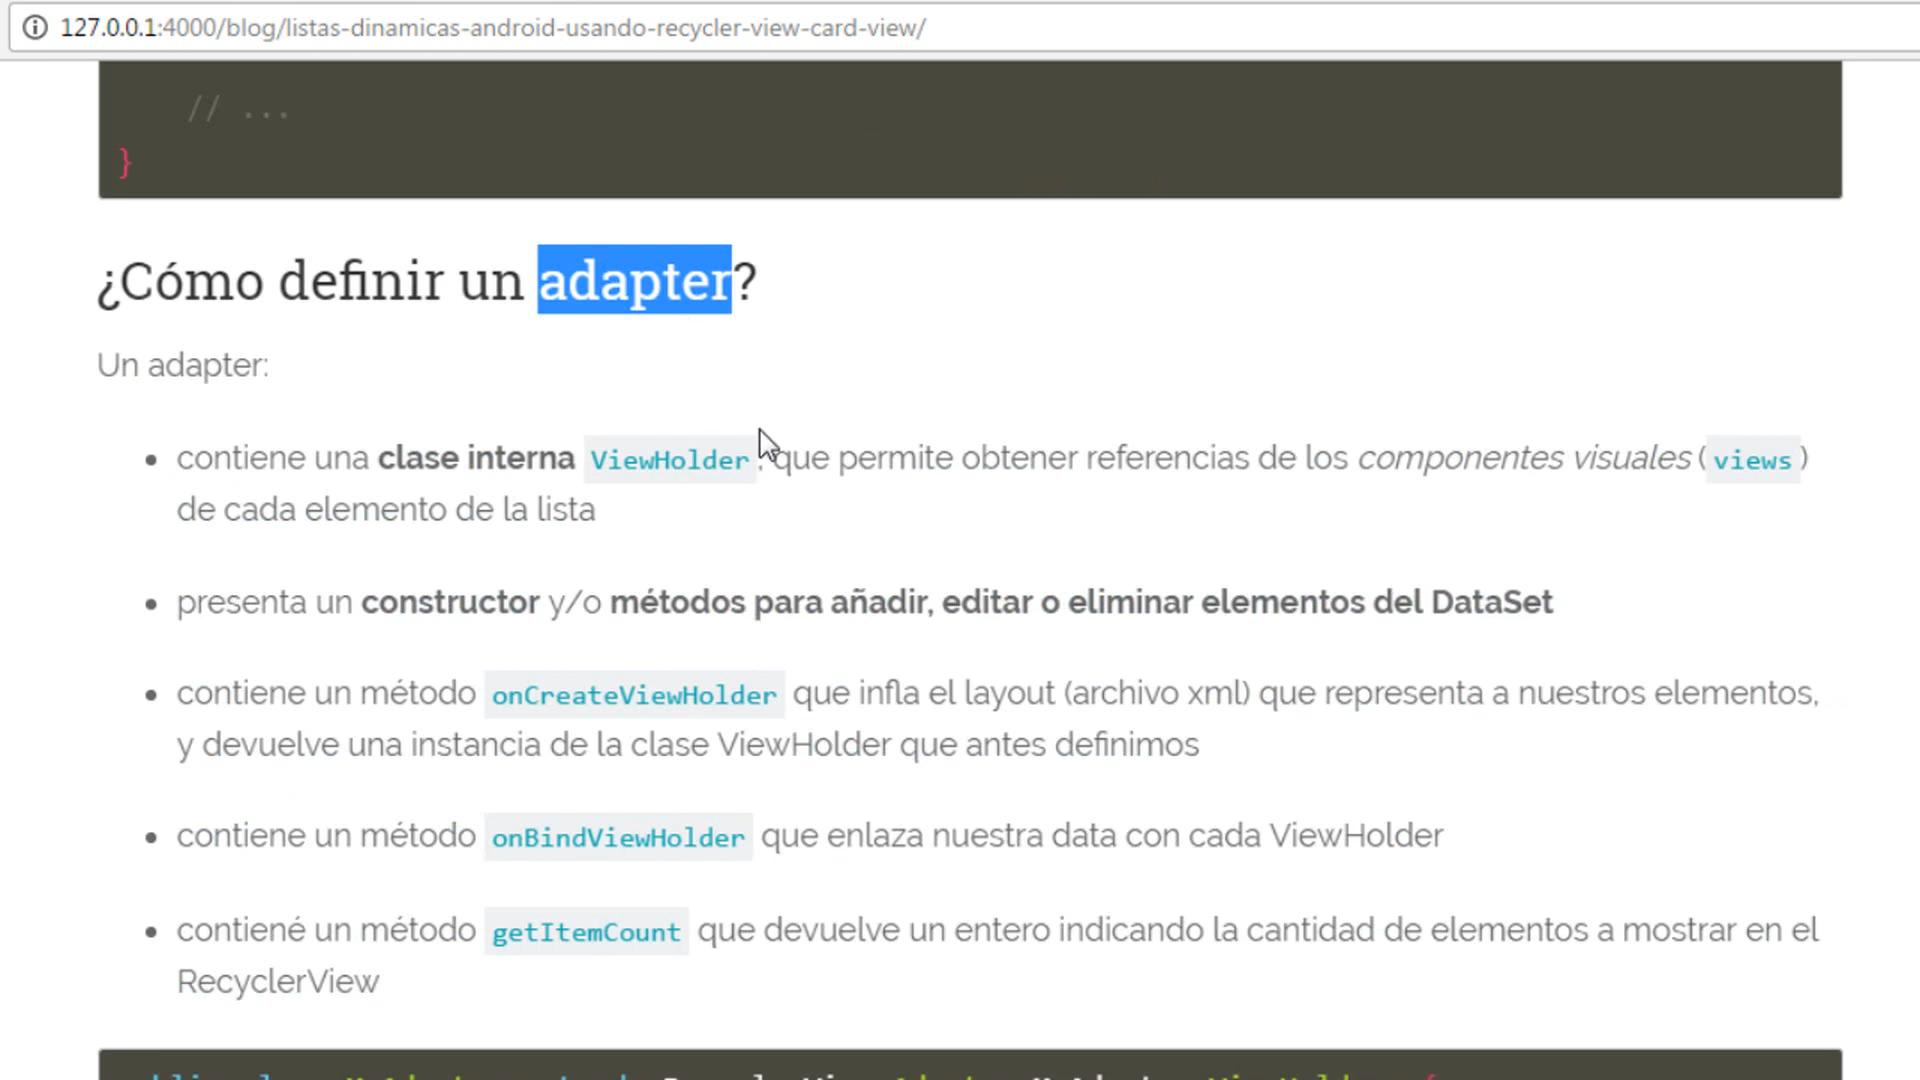 127.0.0.1:4000/blog/listas-dinamicas-android-usando-recycler-view-card-view/
// ...
}
¿Cómo definir un adapter?
Un adapter:
• contiene una clase interna ViewHolder, que permite obtener referencias de los componentes visuales (views)
de cada elemento de la lista
• presenta un constructor y/o métodos para añadir, editar o eliminar elementos del DataSet
• contiene un método onCreateViewHolder que infla el layout (archivo xml) que representa a nuestros elementos,
y devuelve una instancia de la clase ViewHolder que antes definimos
• contiene un método onBindViewHolder que enlaza nuestra data con cada ViewHolder
• contiené un método getItemCount que devuelve un entero indicando la cantidad de elementos a mostrar en el
RecyclerView